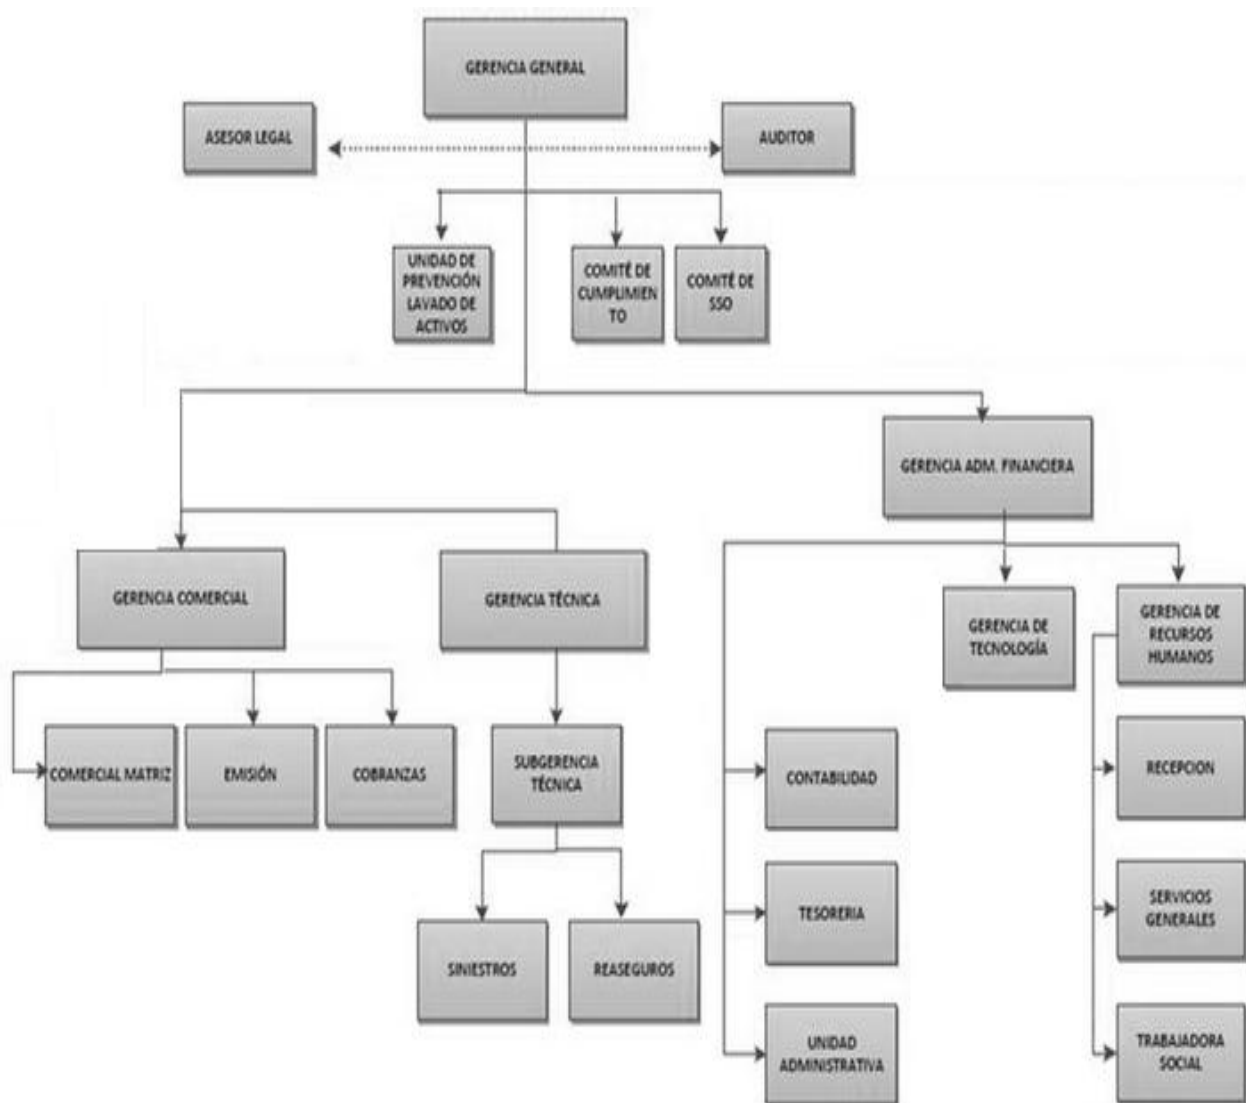 GERENCIA GENERAL
ASESOR LEGAL
AUDITOR
UNIDAD DE
PREVENCIÓN
LAVADO DE
ACTIVOS
COMITÉ DE
CUMPLIMIEN
TO
COMITÉ DE
SSO
GERENCIA ADM. FINANCIERA
GERENCIA COMERCIAL
GERENCIA TÉCNICA
GERENCIA DE
TECNOLOGÍA
GERENCIA DE
RECURSOS
HUMANOS
COMERCIAL MATRIZ
EMISIÓN
COBRANZAS
SUBGERENCIA
TÉCNICA
CONTABILIDAD
RECEPCION
SINIESTROS
REASEGUROS
TESORERIA
SERVICIOS
GENERALES
UNIDAD
ADMINISTRATIVA
TRABAJADORA
SOCIAL